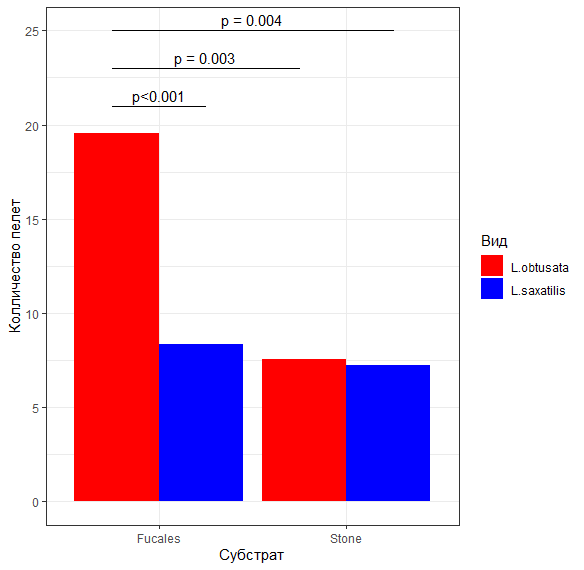 p = 0.004
p = 0.003
p<0.001
25
20
15
10
5
0
Колличество пелет
Fucales
Stone
Субстрат
Вид
L.obtusata
L.saxatilis